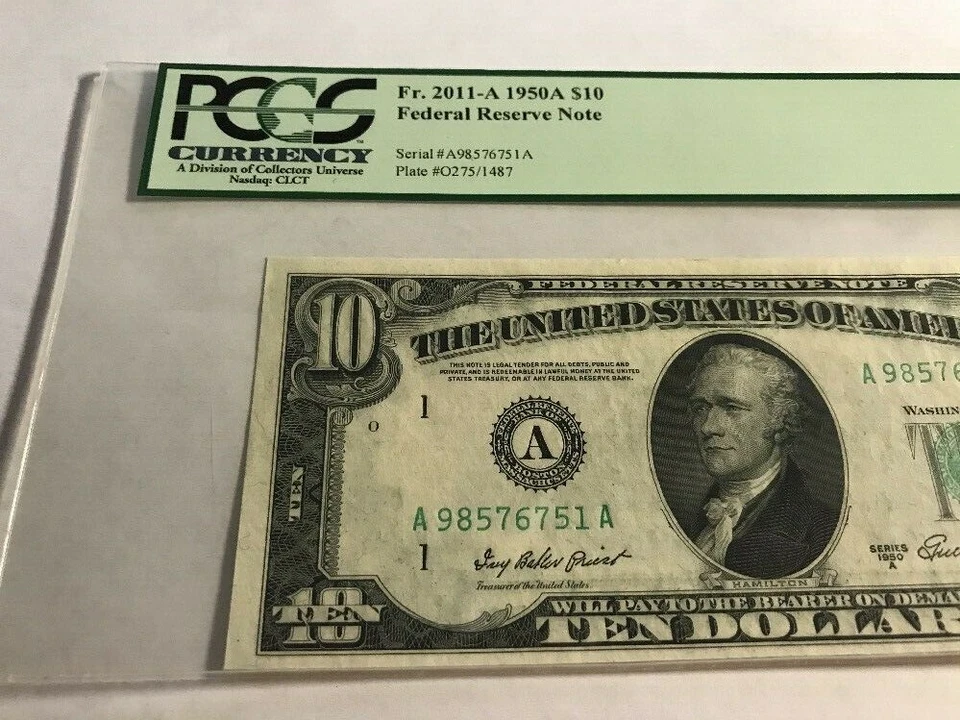 PCGS
CURRENCY
A Division of Collectors Universe
Nasdaq: CLCT
Fr. 2011-A 1950A $10
Federal Reserve Note
Serial #A98576751A
Plate #O275/1487
FEDERAL RESERVE NOTE
10
THE UNITED STATES OF AMERI
THIS NOTE IS LEGAL TENDER FOR ALL DEBTS, PUBLIC AND
PRIVATE, AND IS REDEEMABLE IN LAWFUL MONEY AT THE UNITED
STATES TREASURY, OR AT ANY FEDERAL RESERVE BANK.
A 98576
1
O
WASHIN
BOSTON
A
TEN
A 98576751 A
1
Ivy Baker Priest
Treasurer of the United States
SERIES
1950
A
HAMILTON
10
TEN
WILL PAY TO THE BEARER ON DEMA
TEN DOLLAR